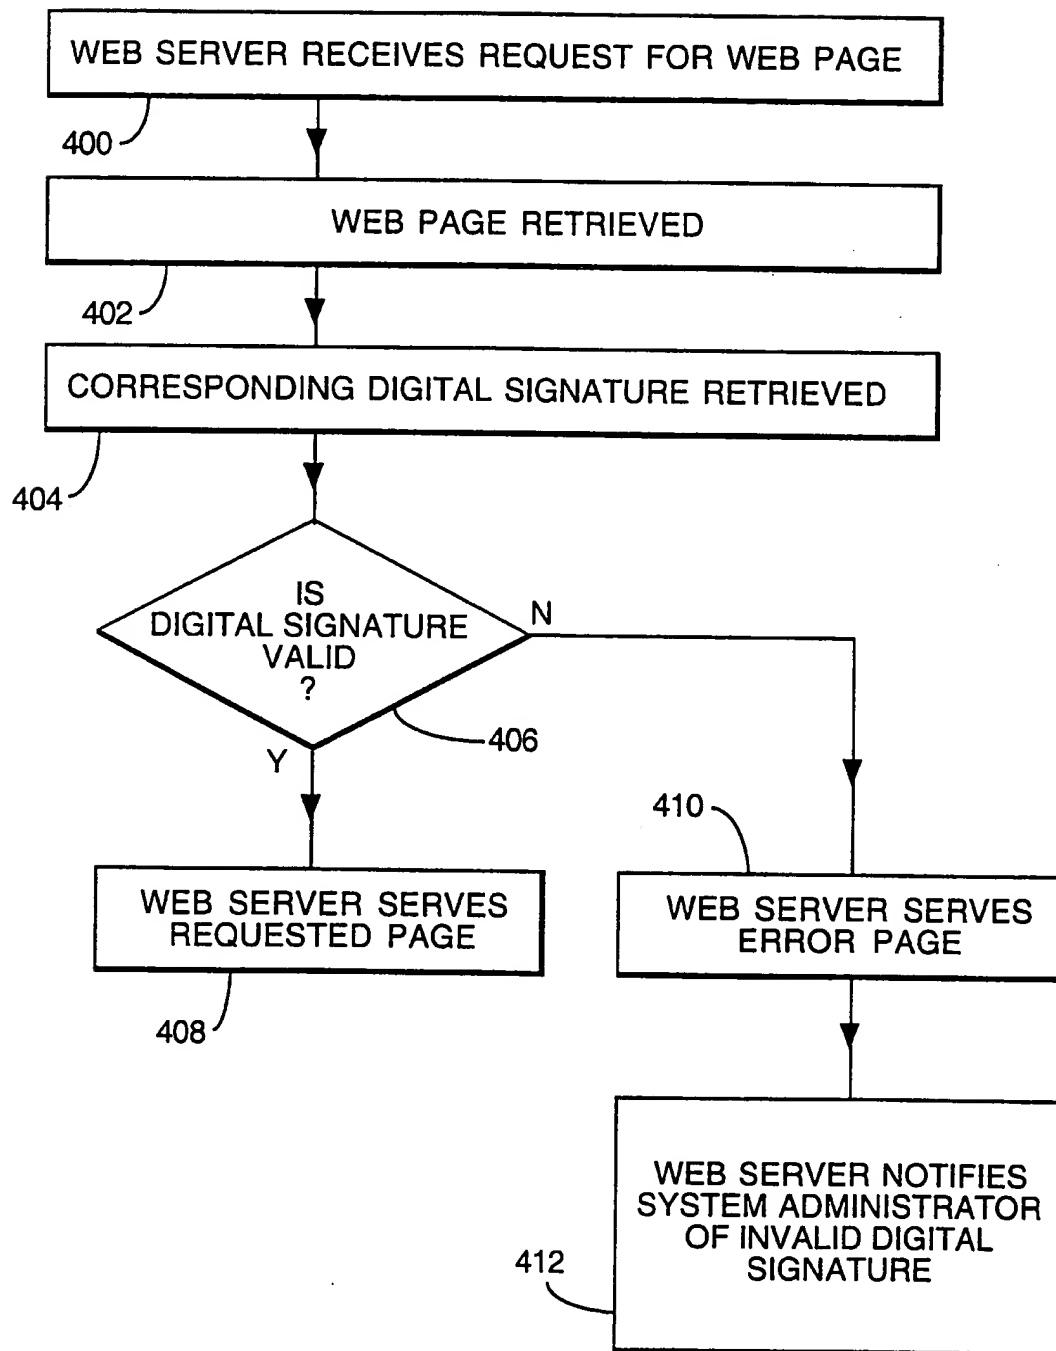 WEB SERVER RECEIVES REQUEST FOR WEB PAGE
400
WEB PAGE RETRIEVED
402
CORRESPONDING DIGITAL SIGNATURE RETRIEVED
404
IS
DIGITAL SIGNATURE
VALID
?
N
406
Y
410
WEB SERVER SERVES
REQUESTED PAGE
408
WEB SERVER SERVES
ERROR PAGE
WEB SERVER NOTIFIES
SYSTEM ADMINISTRATOR
OF INVALID DIGITAL
SIGNATURE
412